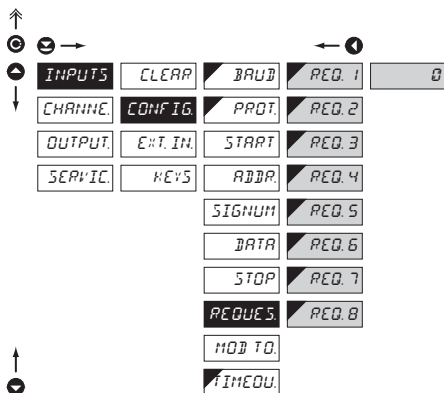 INPUTS CLEAR BAUD REQ. 1 0
CHANNE. CONFIG. PROT. REQ. 2
OUTPUT. EXT. IN. START REQ. 3
SERVIC. KEYS ADDR. REQ. 4
SIGNUM REQ. 5
DATA REQ. 6
STOP REQ. 7
REQUES. REQ. 8
MOD TO.
TIMEOU.